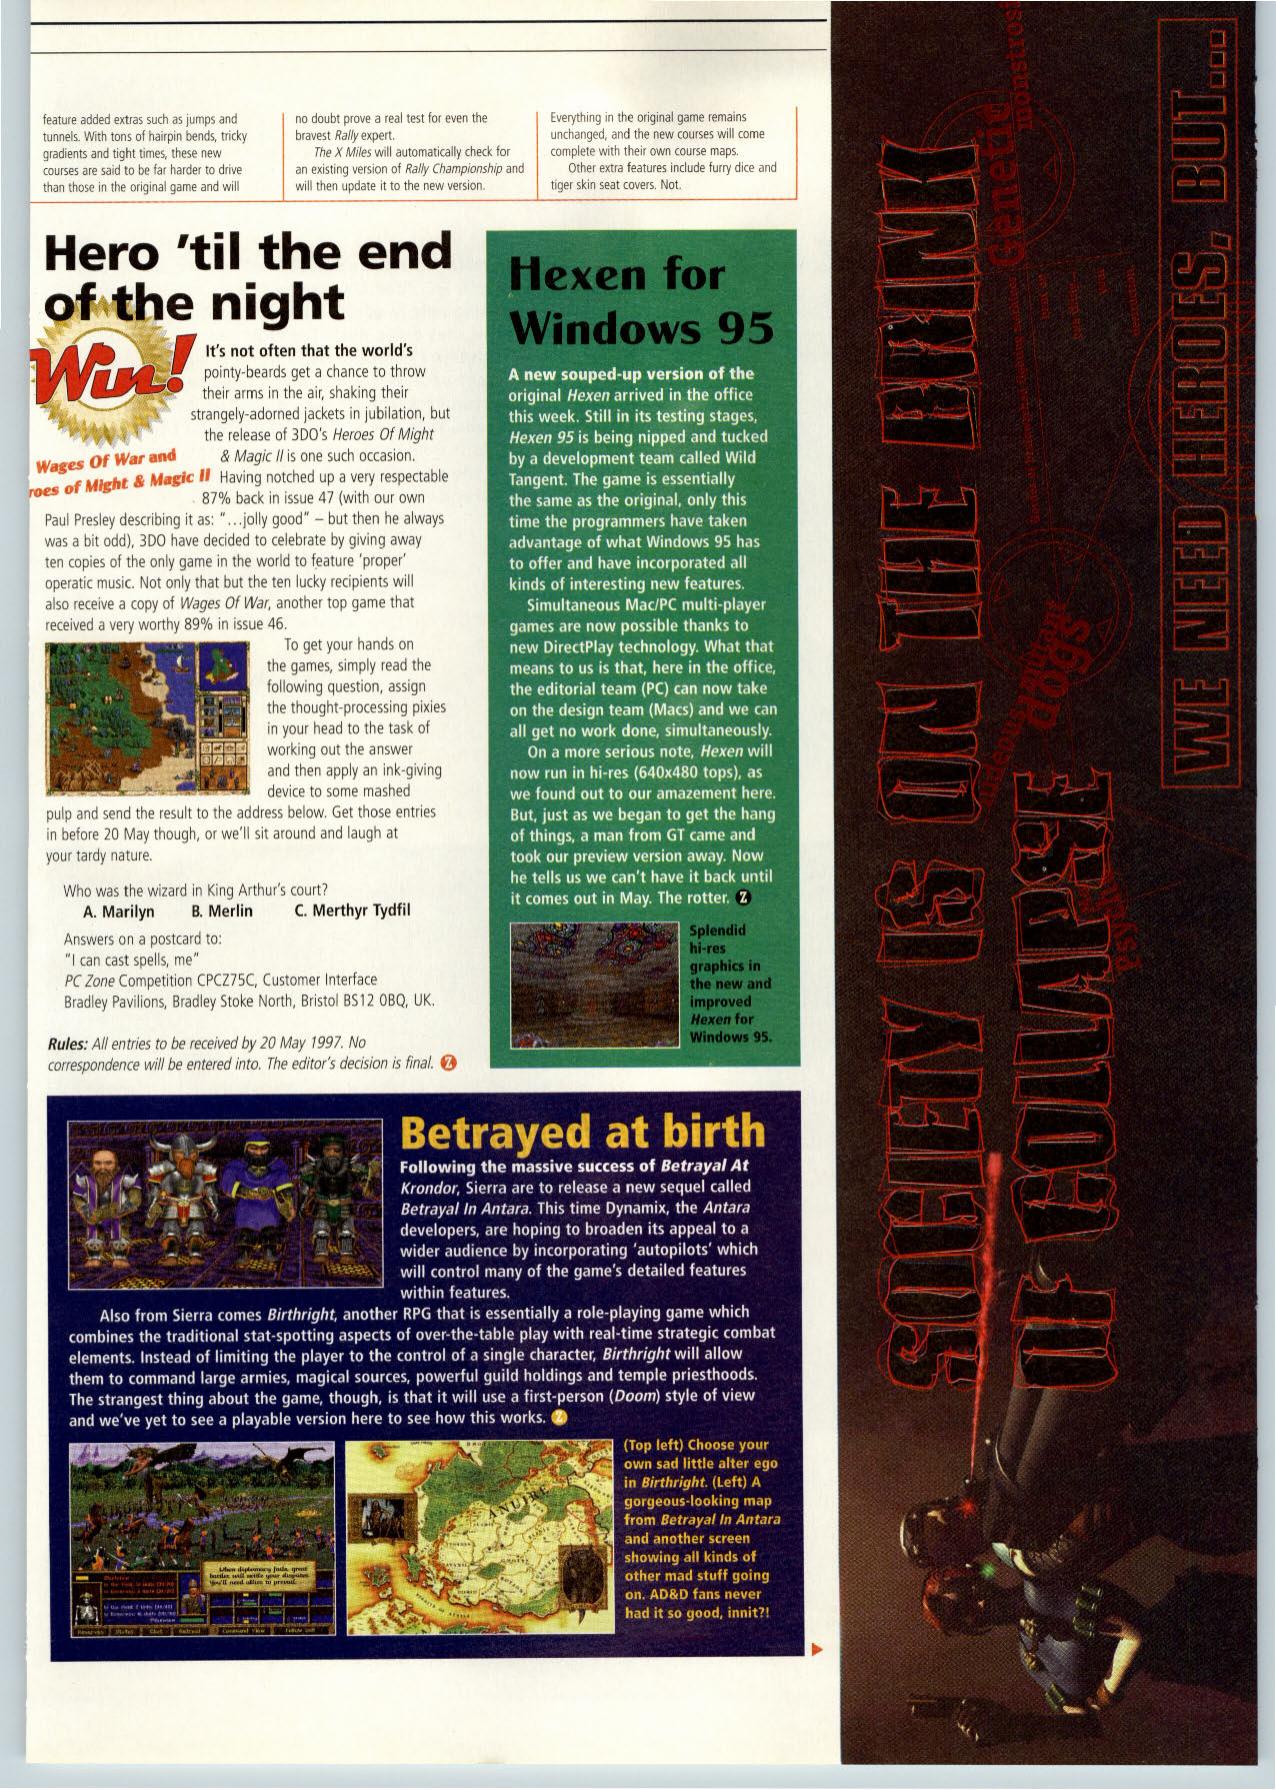 feature added extras such as jumps and
tunnels. With tons of hairpin bends, tricky
gradients and tight times, these new
courses are said to be far harder to drive
than those in the original game and will
no doubt prove a real test for even the
bravest Rally expert.
The X Miles will automatically check for
an existing version of Rally Championship and
will then update it to the new version.
Everything in the original game remains
unchanged, and the new courses will come
complete with their own course maps.
Other extra features include furry dice and
tiger skin seat covers. Not.
Hero 'til the end
of the night
Win!
Wages Of War and
roes of Might & Magic II
It's not often that the world's
pointy-beards get a chance to throw
their arms in the air, shaking their
strangely-adorned jackets in jubilation, but
the release of 3DO's Heroes Of Might
& Magic II is one such occasion.
Having notched up a very respectable
87% back in issue 47 (with our own
Paul Presley describing it as: "...jolly good" – but then he always
was a bit odd), 3DO have decided to celebrate by giving away
ten copies of the only game in the world to feature 'proper'
operatic music. Not only that but the ten lucky recipients will
also receive a copy of Wages Of War, another top game that
received a very worthy 89% in issue 46.
To get your hands on
the games, simply read the
following question, assign
the thought-processing pixies
in your head to the task of
working out the answer
and then apply an ink-giving
device to some mashed
pulp and send the result to the address below. Get those entries
in before 20 May though, or we'll sit around and laugh at
your tardy nature.
Who was the wizard in King Arthur's court?
A. Marilyn B. Merlin C. Merthyr Tydfil
Answers on a postcard to:
"I can cast spells, me"
PC Zone Competition CPCZ75C, Customer Interface
Bradley Pavilions, Bradley Stoke North, Bristol BS12 0BQ, UK.
Rules: All entries to be received by 20 May 1997. No
correspondence will be entered into. The editor's decision is final. Z
Hexen for
Windows 95
A new souped-up version of the
original Hexen arrived in the office
this week. Still in its testing stages,
Hexen 95 is being nipped and tucked
by a development team called Wild
Tangent. The game is essentially
the same as the original, only this
time the programmers have taken
advantage of what Windows 95 has
to offer and have incorporated all
kinds of interesting new features.
Simultaneous Mac/PC multi-player
games are now possible thanks to
new DirectPlay technology. What that
means to us is that, here in the office,
the editorial team (PC) can now take
on the design team (Macs) and we can
all get no work done, simultaneously.
On a more serious note, Hexen will
now run in hi-res (640x480 tops), as
we found out to our amazement here.
But, just as we began to get the hang
of things, a man from GT came and
took our preview version away. Now
he tells us we can't have it back until
it comes out in May. The rotter. Z
Splendid
hi-res
graphics in
the new and
improved
Hexen for
Windows 95.
Betrayed at birth
Following the massive success of Betrayal At
Krondor, Sierra are to release a new sequel called
Betrayal In Antara. This time Dynamix, the Antara
developers, are hoping to broaden its appeal to a
wider audience by incorporating 'autopilots' which
will control many of the game's detailed features
within features.
Also from Sierra comes Birthright, another RPG that is essentially a role-playing game which
combines the traditional stat-spotting aspects of over-the-table play with real-time strategic combat
elements. Instead of limiting the player to the control of a single character, Birthright will allow
them to command large armies, magical sources, powerful guild holdings and temple priesthoods.
The strangest thing about the game, though, is that it will use a first-person (Doom) style of view
and we've yet to see a playable version here to see how this works. Z
When diplomacy fails, great
battles will settle your disputes.
You'll need allies to prevail.
ANUIRE
(Top left) Choose your
own sad little alter ego
in Birthright. (Left) A
gorgeous-looking map
from Betrayal In Antara
and another screen
showing all kinds of
other mad stuff going
on. AD&D fans never
had it so good, innit?!
SOCIETY IS ON THE BRINK
OF COLLAPSE
WE NEED HEROES, BUT...
Genetic
mutant
dogs